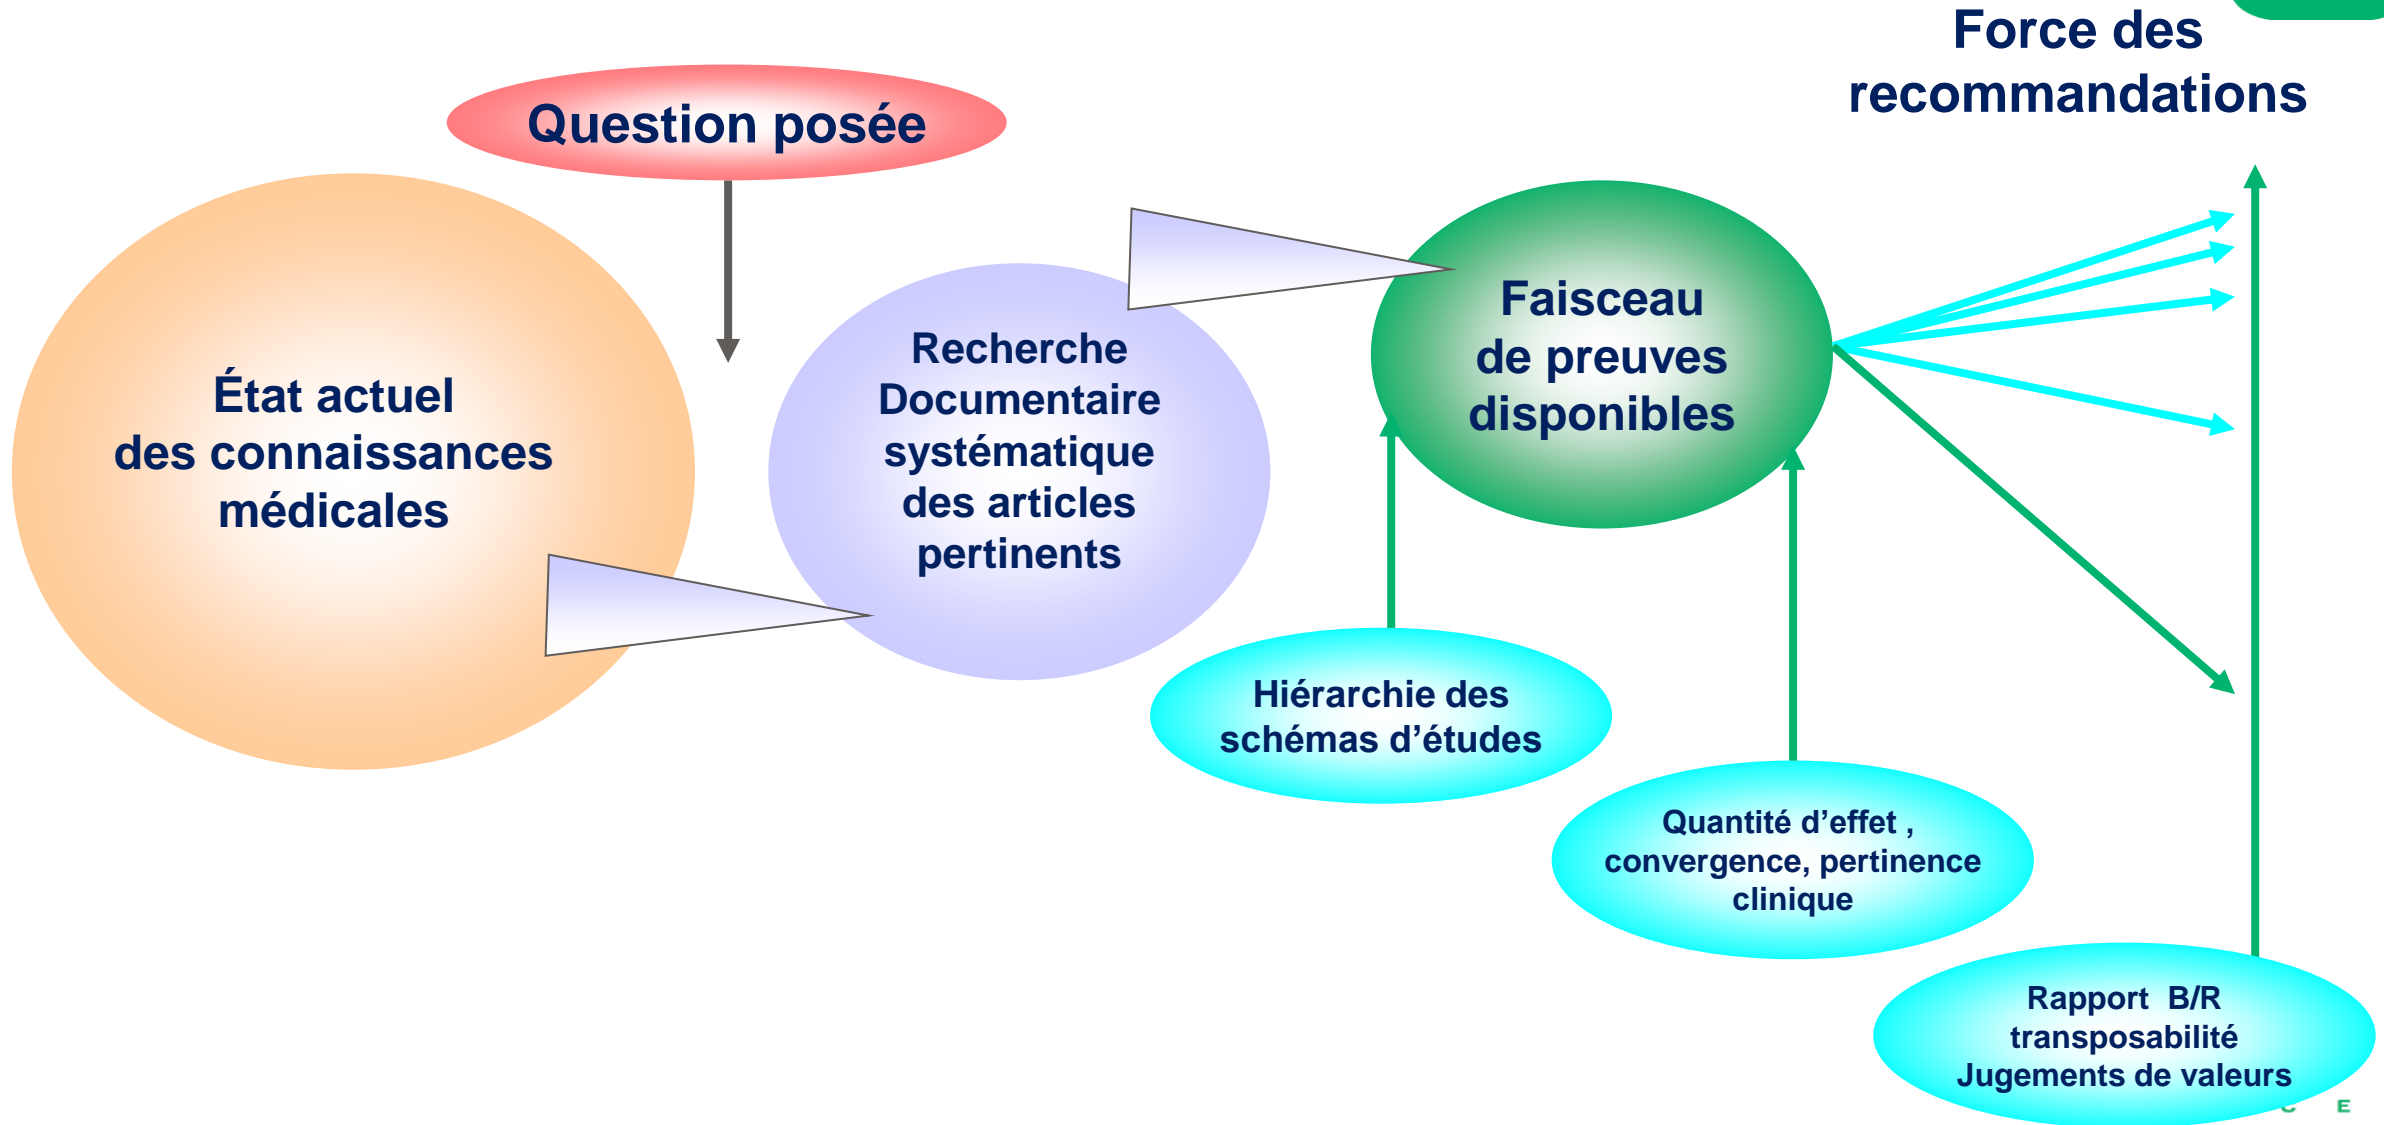 Force des
recommandations
Question posée
État actuel
des connaissances
médicales
Recherche
Documentaire
systématique
des articles
pertinents
Faisceau
de preuves
disponibles
Hiérarchie des
schémas d’études
Quantité d’effet ,
convergence, pertinence
clinique
Rapport  B/R
transposabilité
Jugements de valeurs
C E